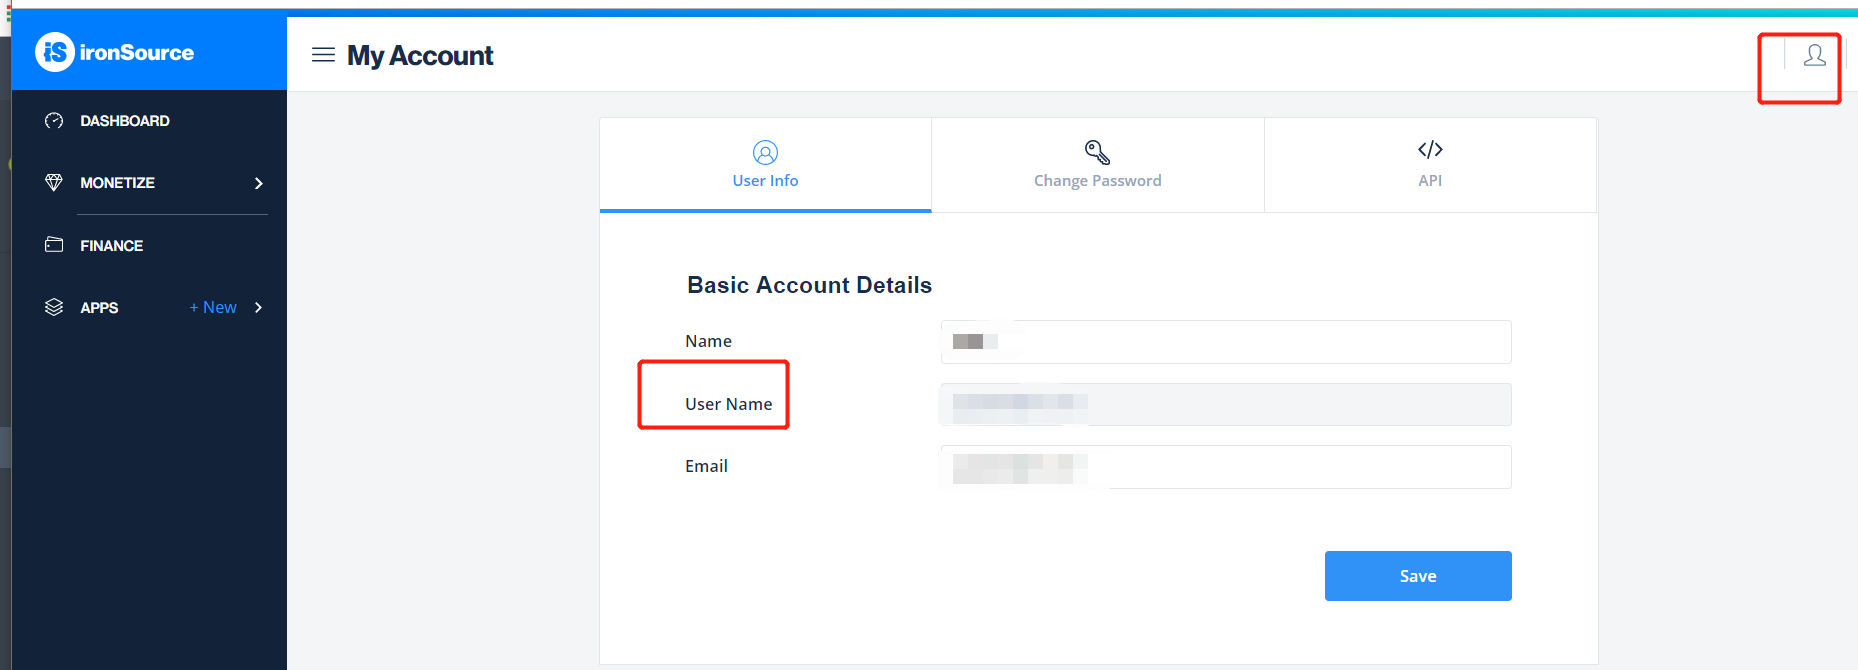 iS ironSource
My Account
DASHBOARD
MONETIZE
FINANCE
APPS + New
User Info
Change Password
</> API
Basic Account Details
Name
User Name
Email
Save